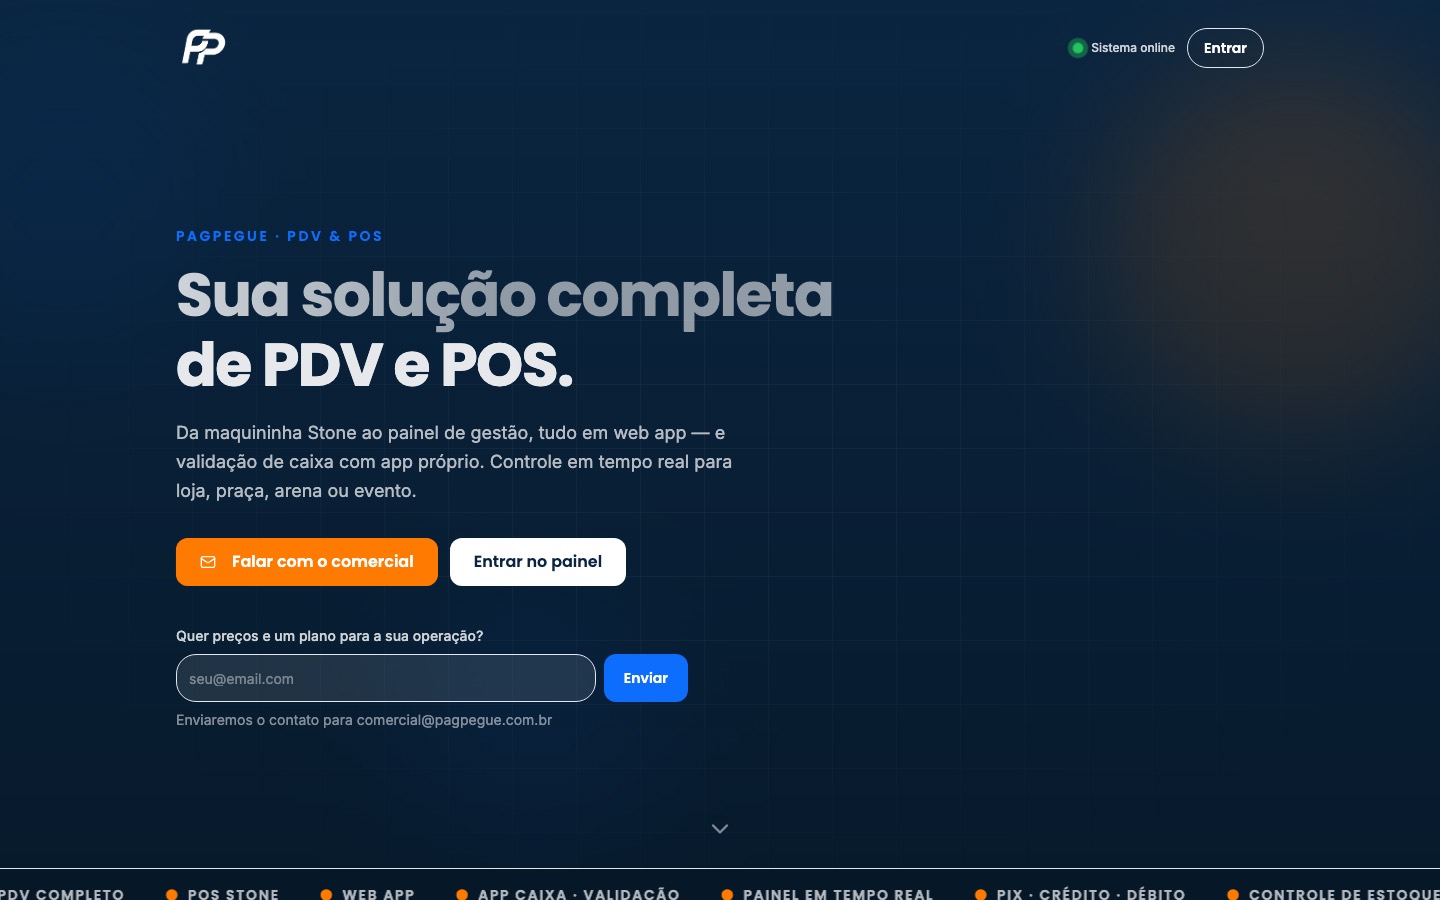 PP
Sistema online
Entrar
PAGPEGUE · PDV & POS
Sua solução completa
de PDV e POS.
Da maquininha Stone ao painel de gestão, tudo em web app — e
validação de caixa com app próprio. Controle em tempo real para
loja, praça, arena ou evento.
Falar com o comercial
Entrar no painel
Quer preços e um plano para a sua operação?
seu@email.com
Enviar
Enviaremos o contato para comercial@pagpegue.com.br
PDV COMPLETO POS STONE WEB APP APP CAIXA · VALIDAÇÃO PAINEL EM TEMPO REAL PIX · CRÉDITO · DÉBITO CONTROLE DE ESTOQUE